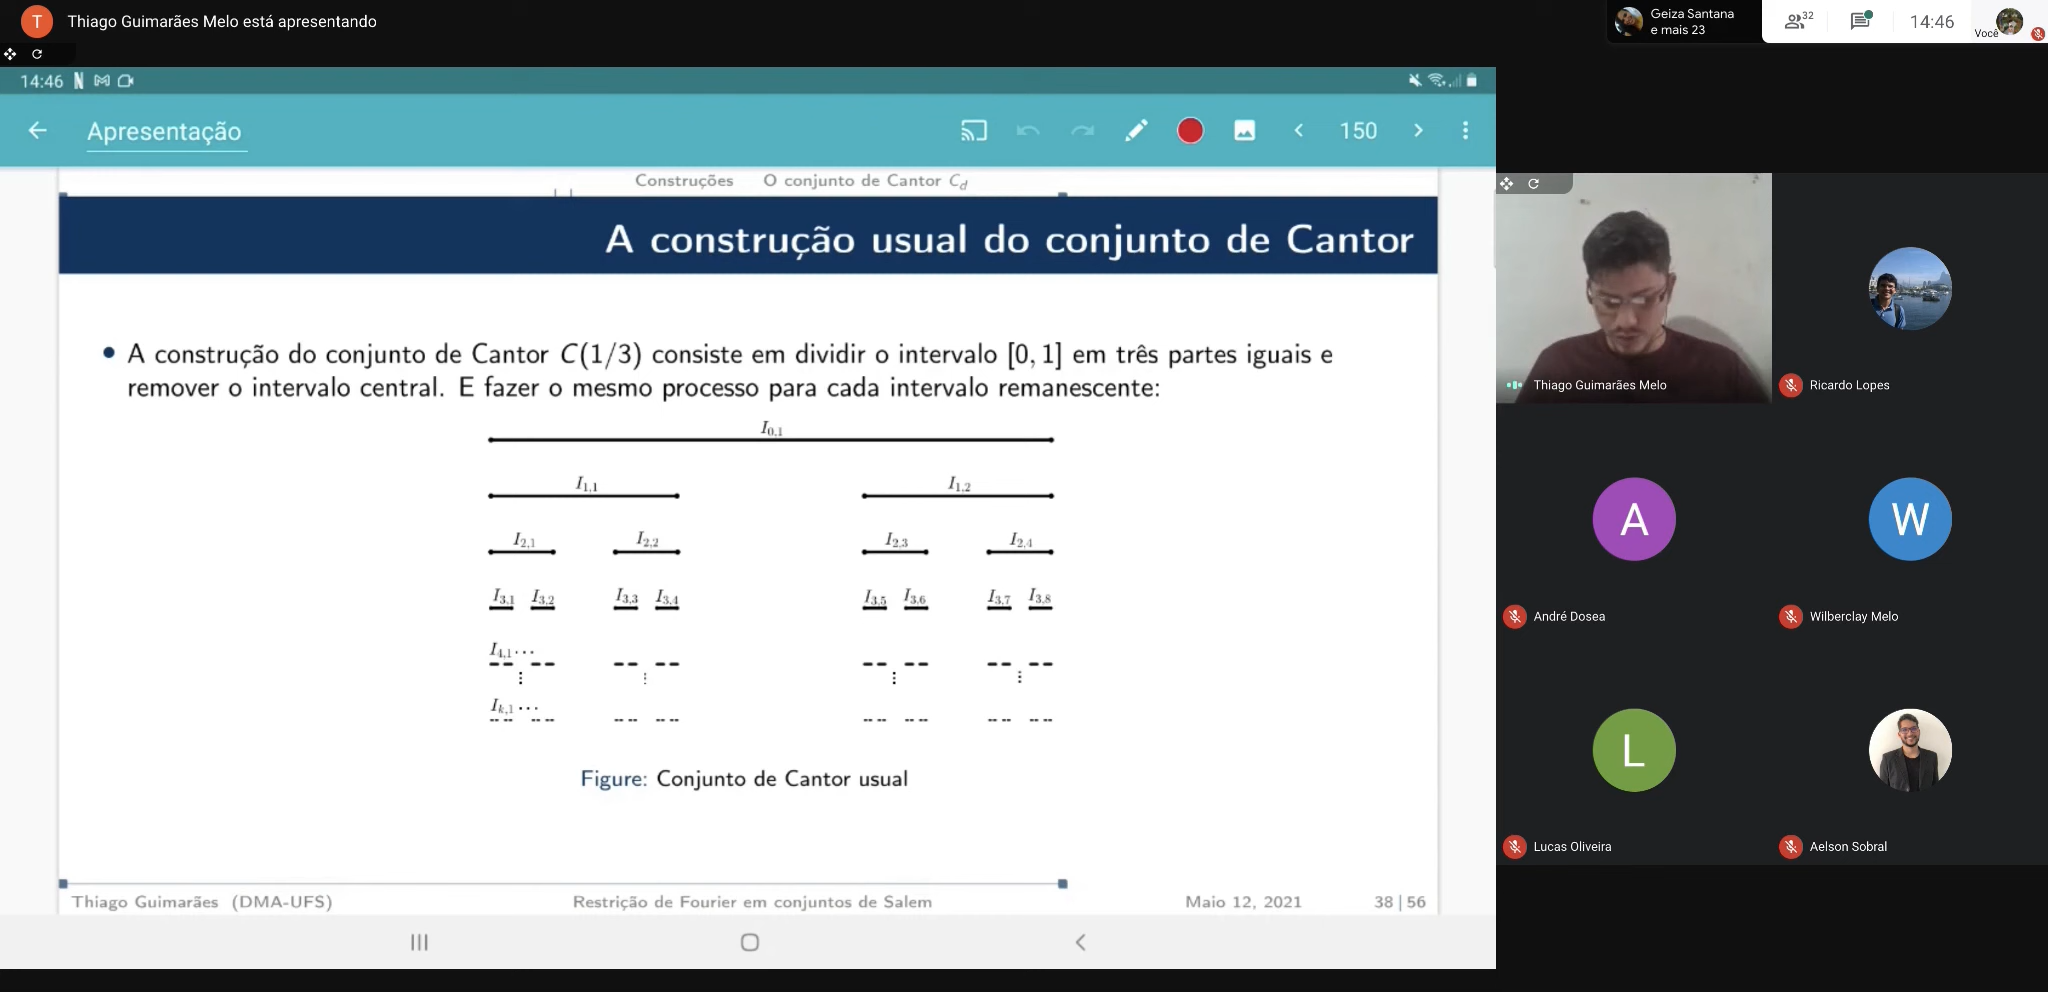 T Thiago Guimarães Melo está apresentando
Geiza Santana
e mais 23
32
14:46
Você
14:46
Apresentação
150
Construções O conjunto de Cantor C_d
A construção usual do conjunto de Cantor
• A construção do conjunto de Cantor C(1/3) consiste em dividir o intervalo [0, 1] em três partes iguais e
remover o intervalo central. E fazer o mesmo processo para cada intervalo remanescente:
I_{0,1}
I_{1,1} I_{1,2}
I_{2,1} I_{2,2} I_{2,3} I_{2,4}
I_{3,1} I_{3,2} I_{3,3} I_{3,4} I_{3,5} I_{3,6} I_{3,7} I_{3,8}
I_{4,1} ...
I_{k,1} ...
Figure: Conjunto de Cantor usual
Thiago Guimarães (DMA-UFS) Restrição de Fourier em conjuntos de Salem Maio 12, 2021 38 | 56
Thiago Guimarães Melo
Ricardo Lopes
A
André Dosea
W
Wilberclay Melo
L
Lucas Oliveira
Aelson Sobral